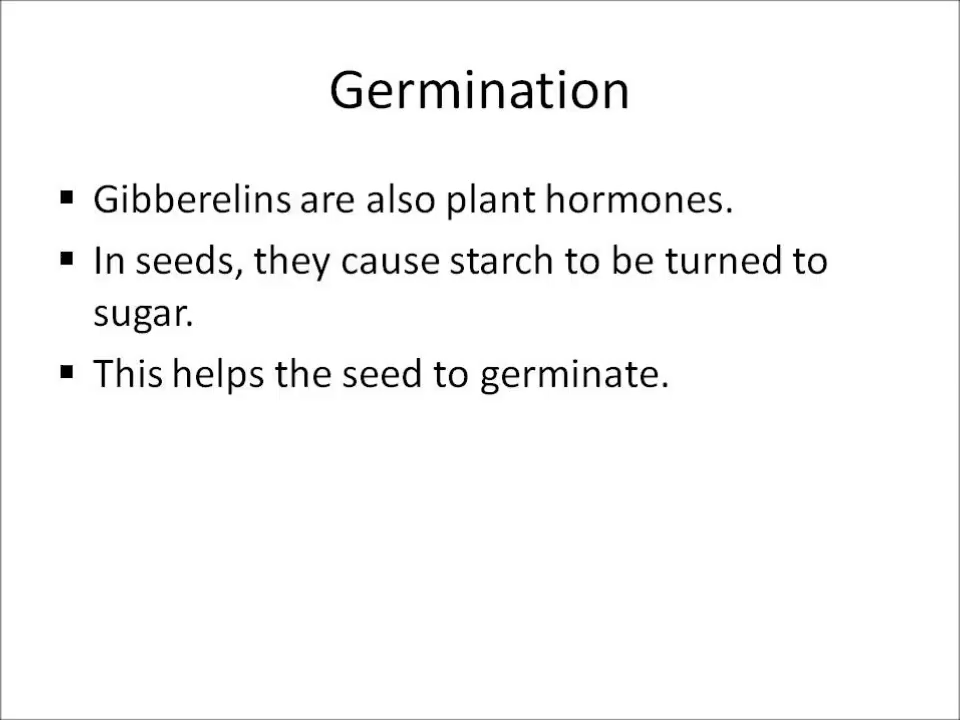 Germination
▪ Gibberelins are also plant hormones.
▪ In seeds, they cause starch to be turned to
sugar.
▪ This helps the seed to germinate.